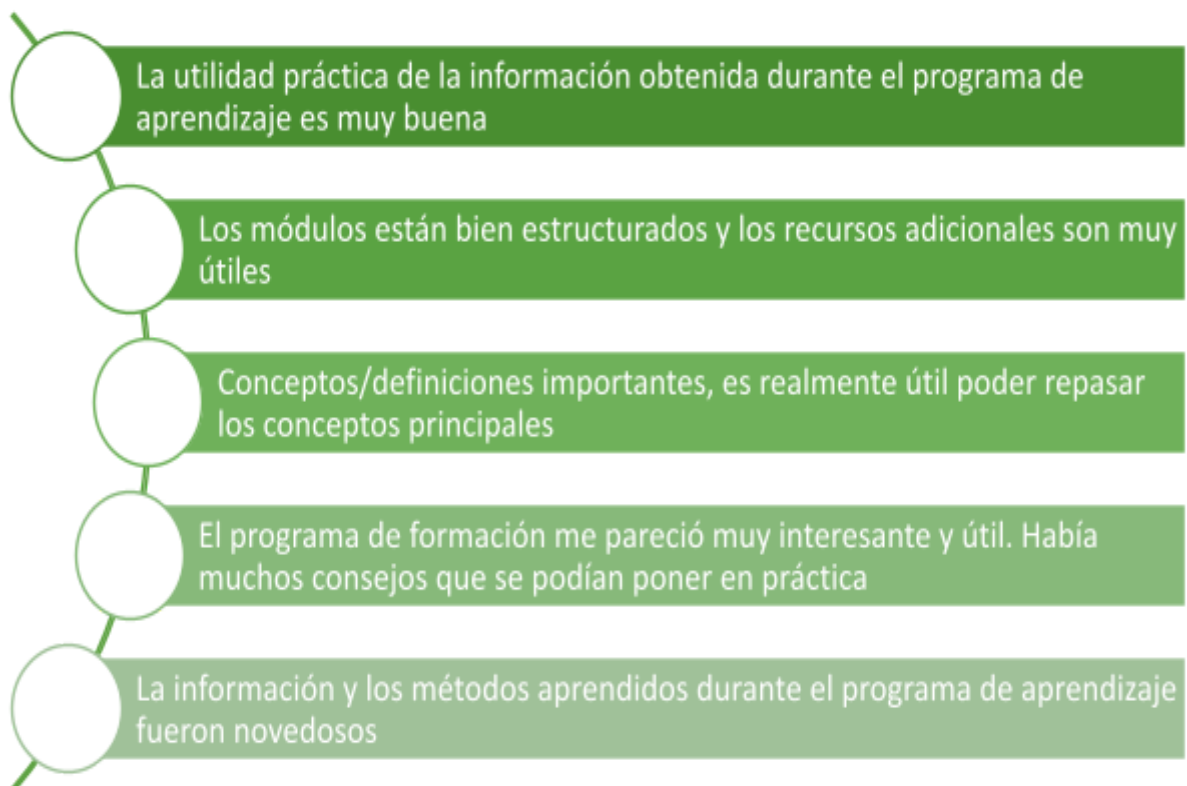 La utilidad práctica de la información obtenida durante el programa de
aprendizaje es muy buena
Los módulos están bien estructurados y los recursos adicionales son muy
útiles
Conceptos/definiciones importantes, es realmente útil poder repasar
los conceptos principales
El programa de formación me pareció muy interesante y útil. Había
muchos consejos que se podían poner en práctica
La información y los métodos aprendidos durante el programa de aprendizaje
fueron novedosos